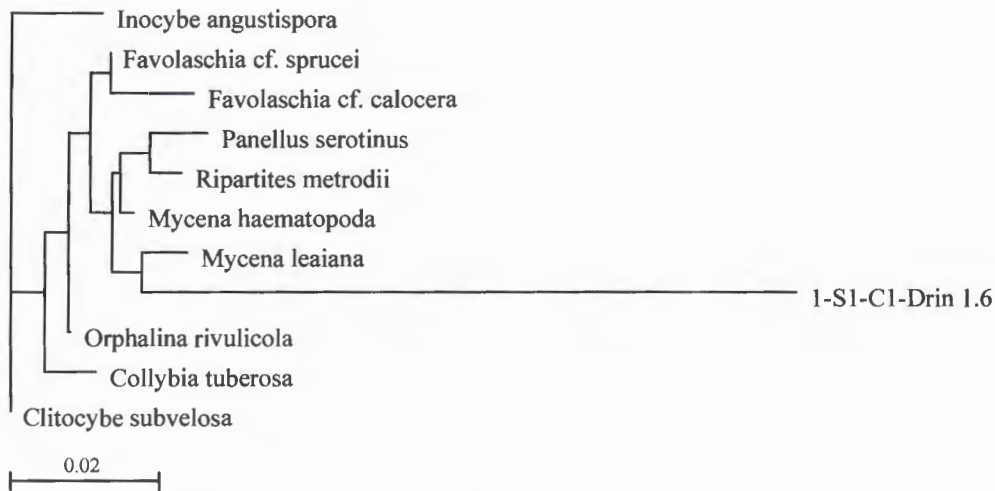 Inocybe angustispora
Favolaschia cf. sprucei
Favolaschia cf. calocera
Panellus serotinus
Ripartites metrodii
Mycena haematopoda
Mycena leaiana
1-S1-C1-Drin 1.6
Orphalina rivulicola
Collybia tuberosa
Clitocybe subvelosa
0.02